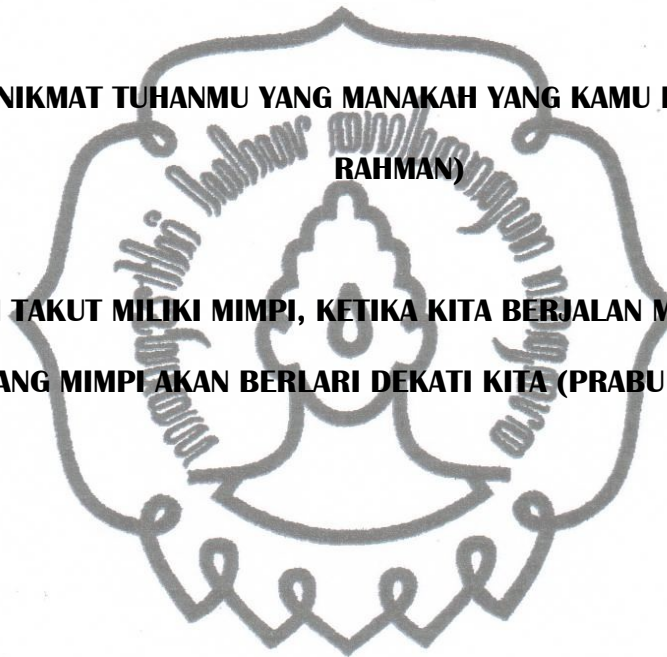 NIKMAT TUHANMU YANG MANAKAH YANG KAMU
RAHMAN)
TAKUT MILIKI MIMPI, KETIKA KITA BERJALAN
ANG MIMPI AKAN BERLARI DEKATI KITA (PRABU